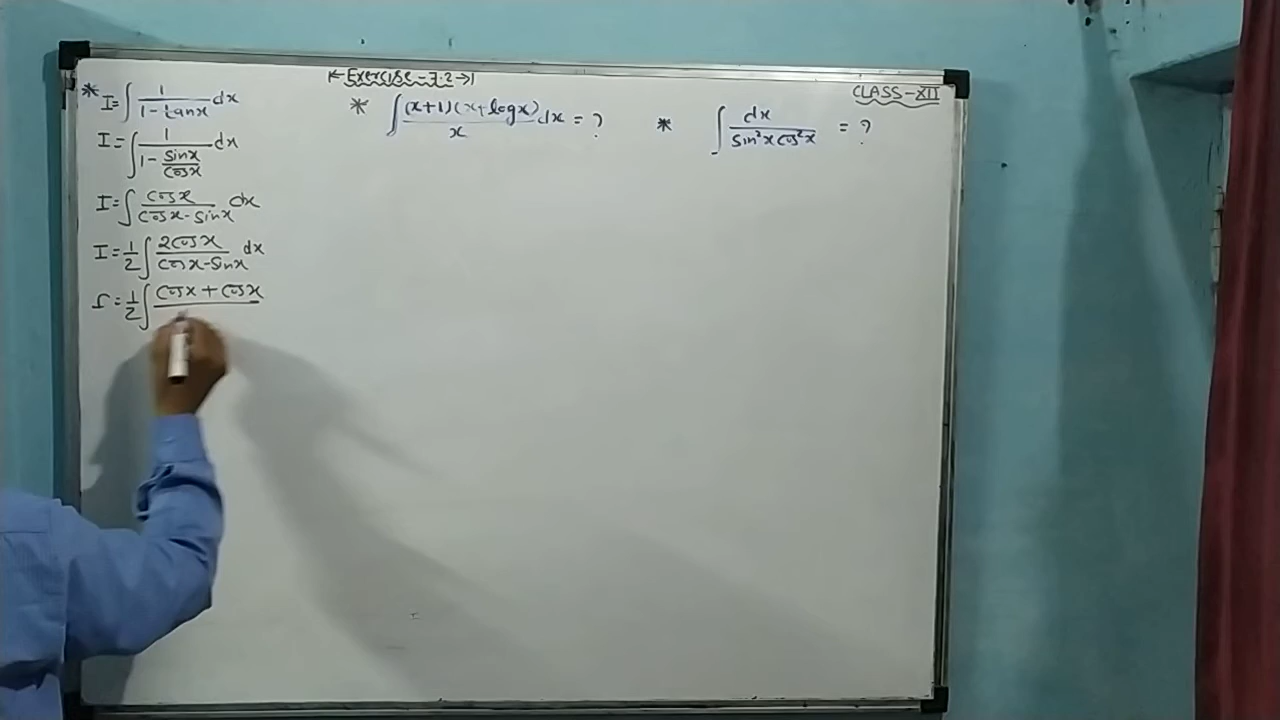 ⊢Exercise-7.2→1
CLASS-XII
* I=∫ 1/(1-tanx) dx
I=∫ 1/(1 - sinx/cosx) dx
I=∫ cosx/(cosx-sinx) dx
I=1/2 ∫ 2cosx/(cosx-sinx) dx
I=1/2 ∫ cosx+cosx
* ∫ (x+1)(x+logx)/x dx = ?
* ∫ dx/(sin²x cos²x) = ?